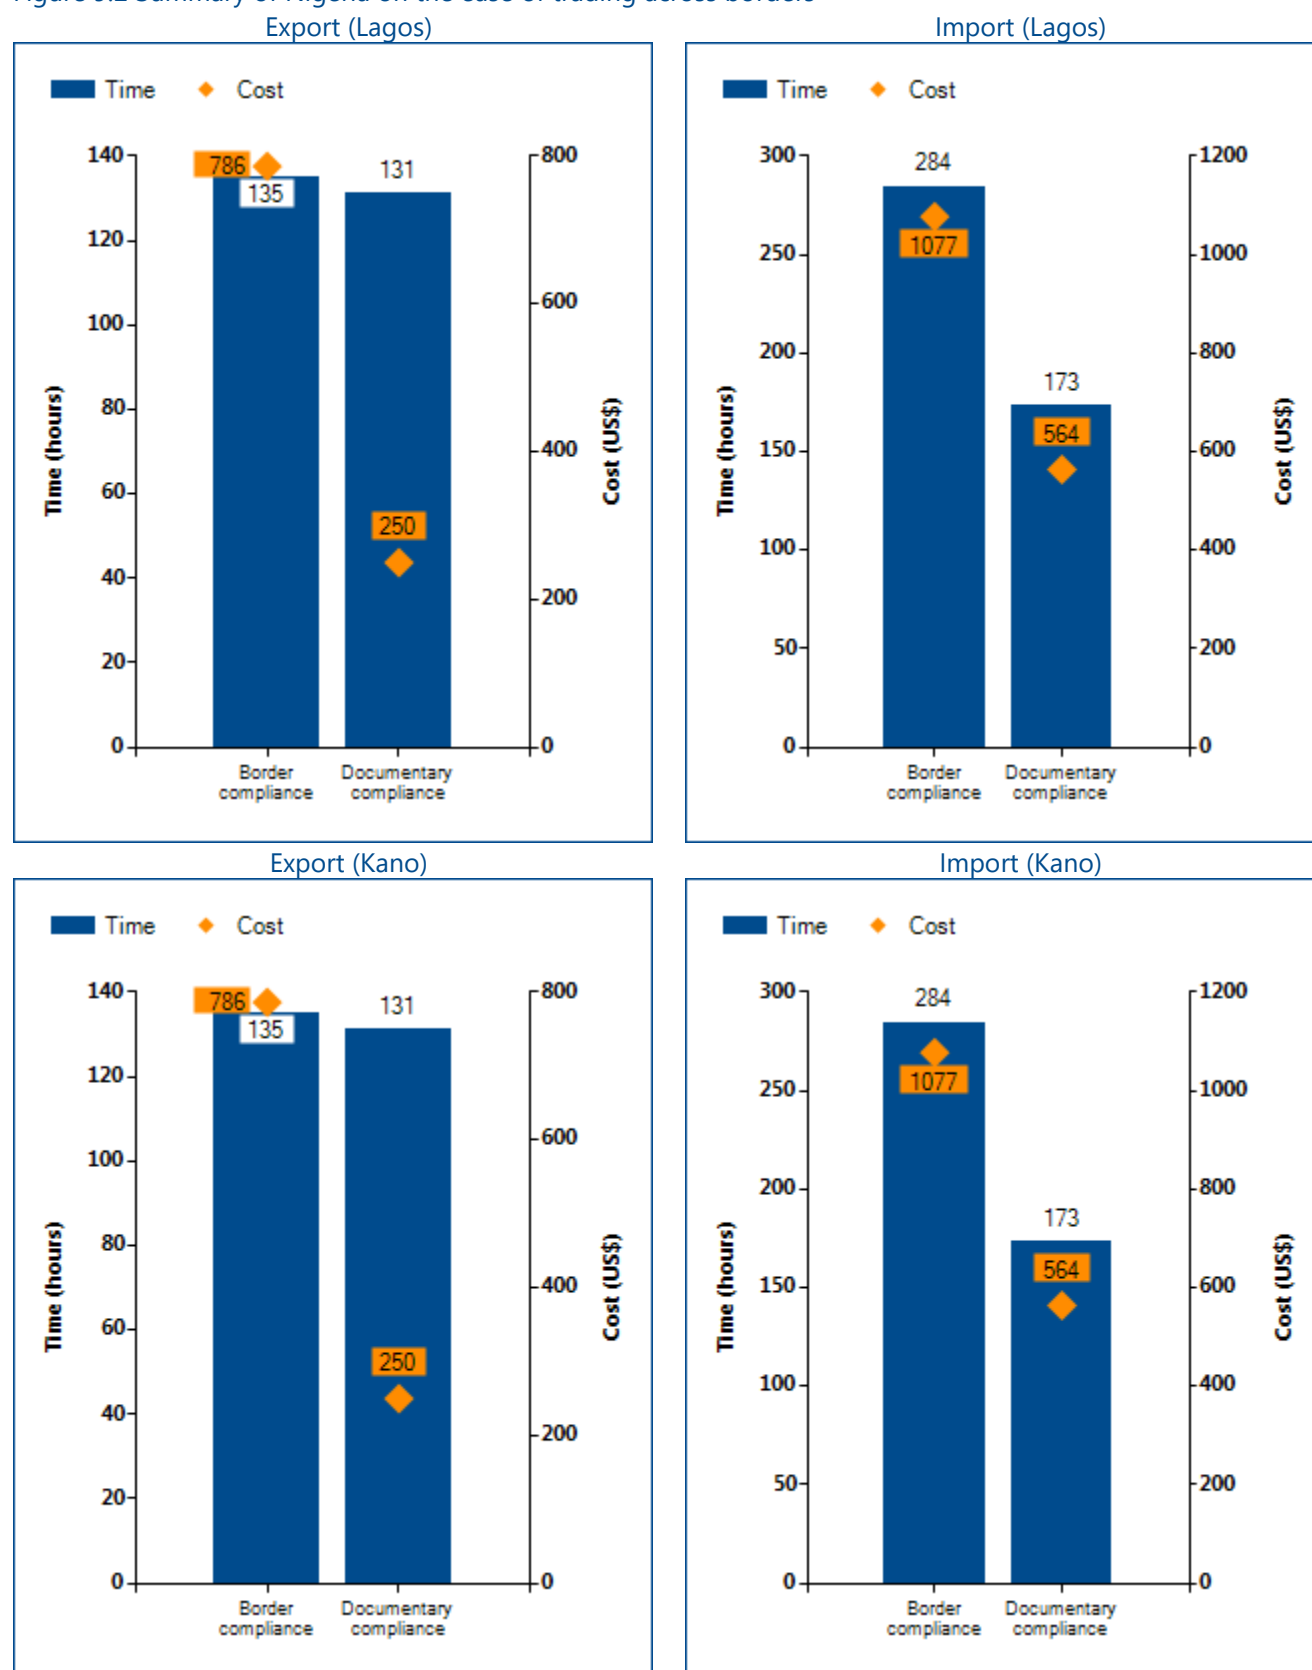 Export (Lagos)
Import (Lagos)
Time Cost
140
120
100
80
60
40
20
0
Time (hours)
786
135
131
250
800
600
400
200
0
Cost (US$)
Border
compliance
Documentary
compliance
Time Cost
300
250
200
150
100
50
0
Time (hours)
284
1077
173
564
1200
1000
800
600
400
200
0
Cost (US$)
Border
compliance
Documentary
compliance
Export (Kano)
Import (Kano)
Time Cost
140
120
100
80
60
40
20
0
Time (hours)
786
135
131
250
800
600
400
200
0
Cost (US$)
Border
compliance
Documentary
compliance
Time Cost
300
250
200
150
100
50
0
Time (hours)
284
1077
173
564
1200
1000
800
600
400
200
0
Cost (US$)
Border
compliance
Documentary
compliance